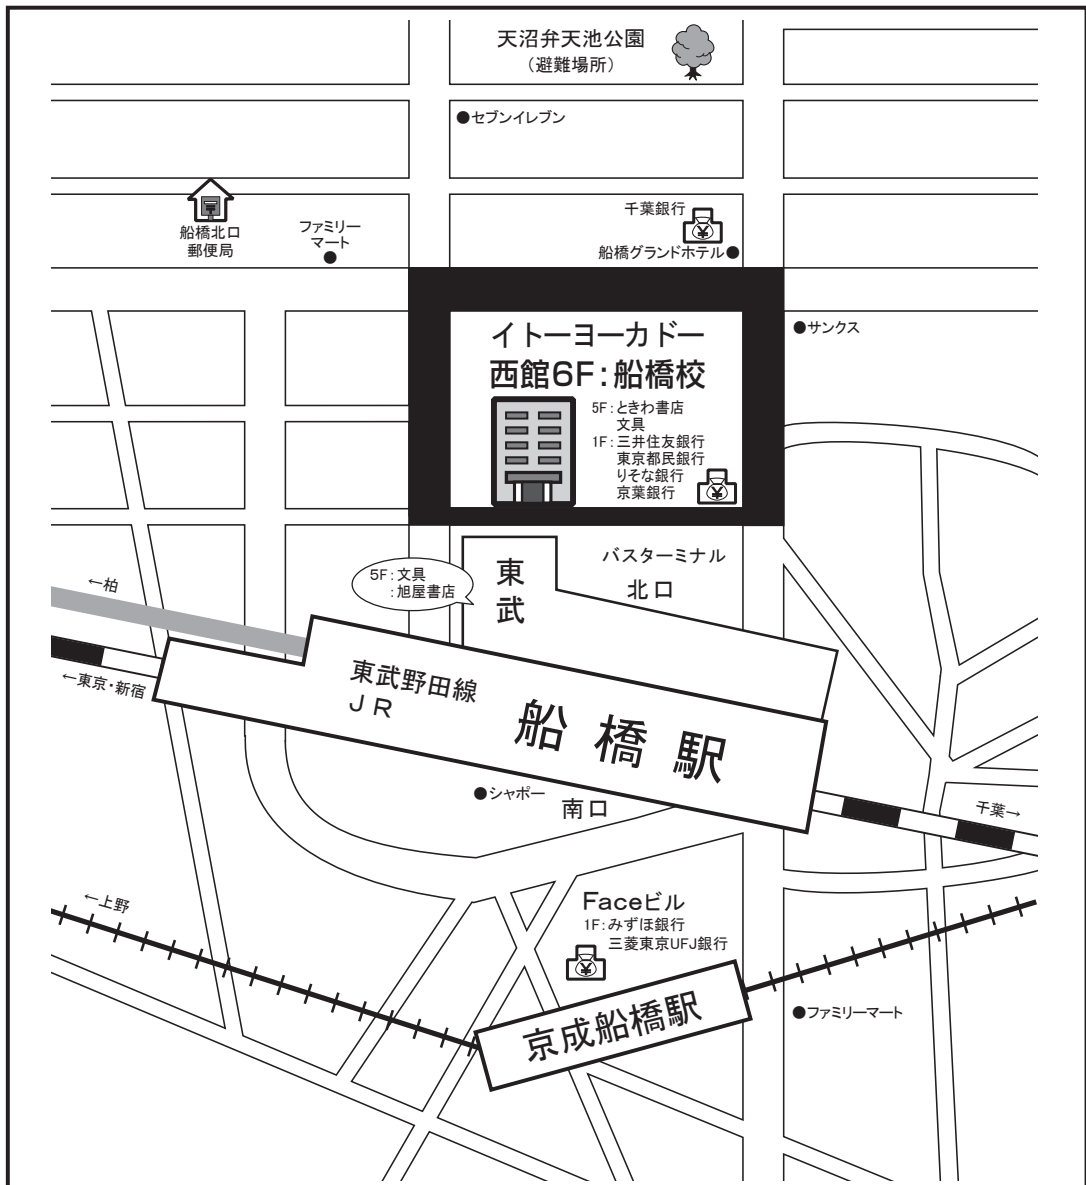 天沼弁天池公園
（避難場所）
●セブンイレブン
船橋北口
郵便局
ファミリー
マート
●
千葉銀行
船橋グランドホテル●
イトーヨーカドー
西館6F：船橋校
5F：ときわ書店
文具
1F：三井住友銀行
東京都民銀行
りそな銀行
京葉銀行
●サンクス
5F：文具
：旭屋書店
東武
バスターミナル
北口
←柏
←東京・新宿
東武野田線
ＪＲ
船橋駅
●シャポー
南口
千葉→
←上野
Faceビル
1F：みずほ銀行
三菱東京UFJ銀行
京成船橋駅
●ファミリーマート